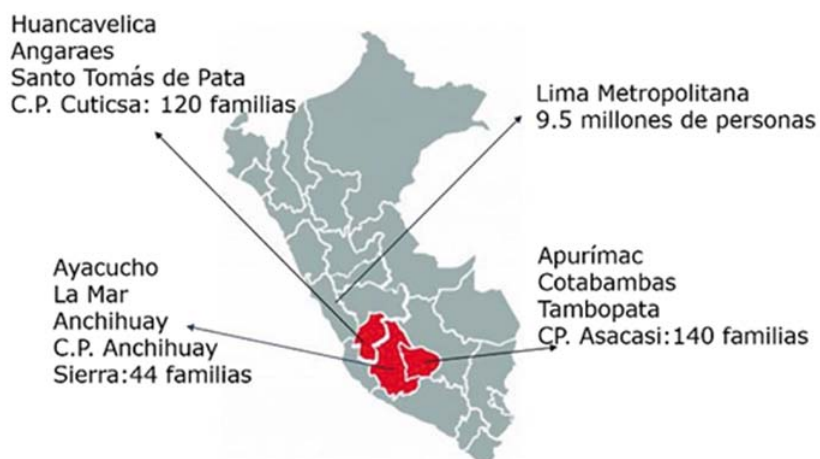 Huancavelica
Angaraes
Santo Tomás de Pata
C.P. Cuticsa: 120 familias
Lima Metropolitana
9.5 millones de personas
Ayacucho
La Mar
Anchihuay
C.P. Anchihuay
Sierra:44 familias
Apurímac
Cotabambas
Tambopata
CP. Asacasi:140 familias